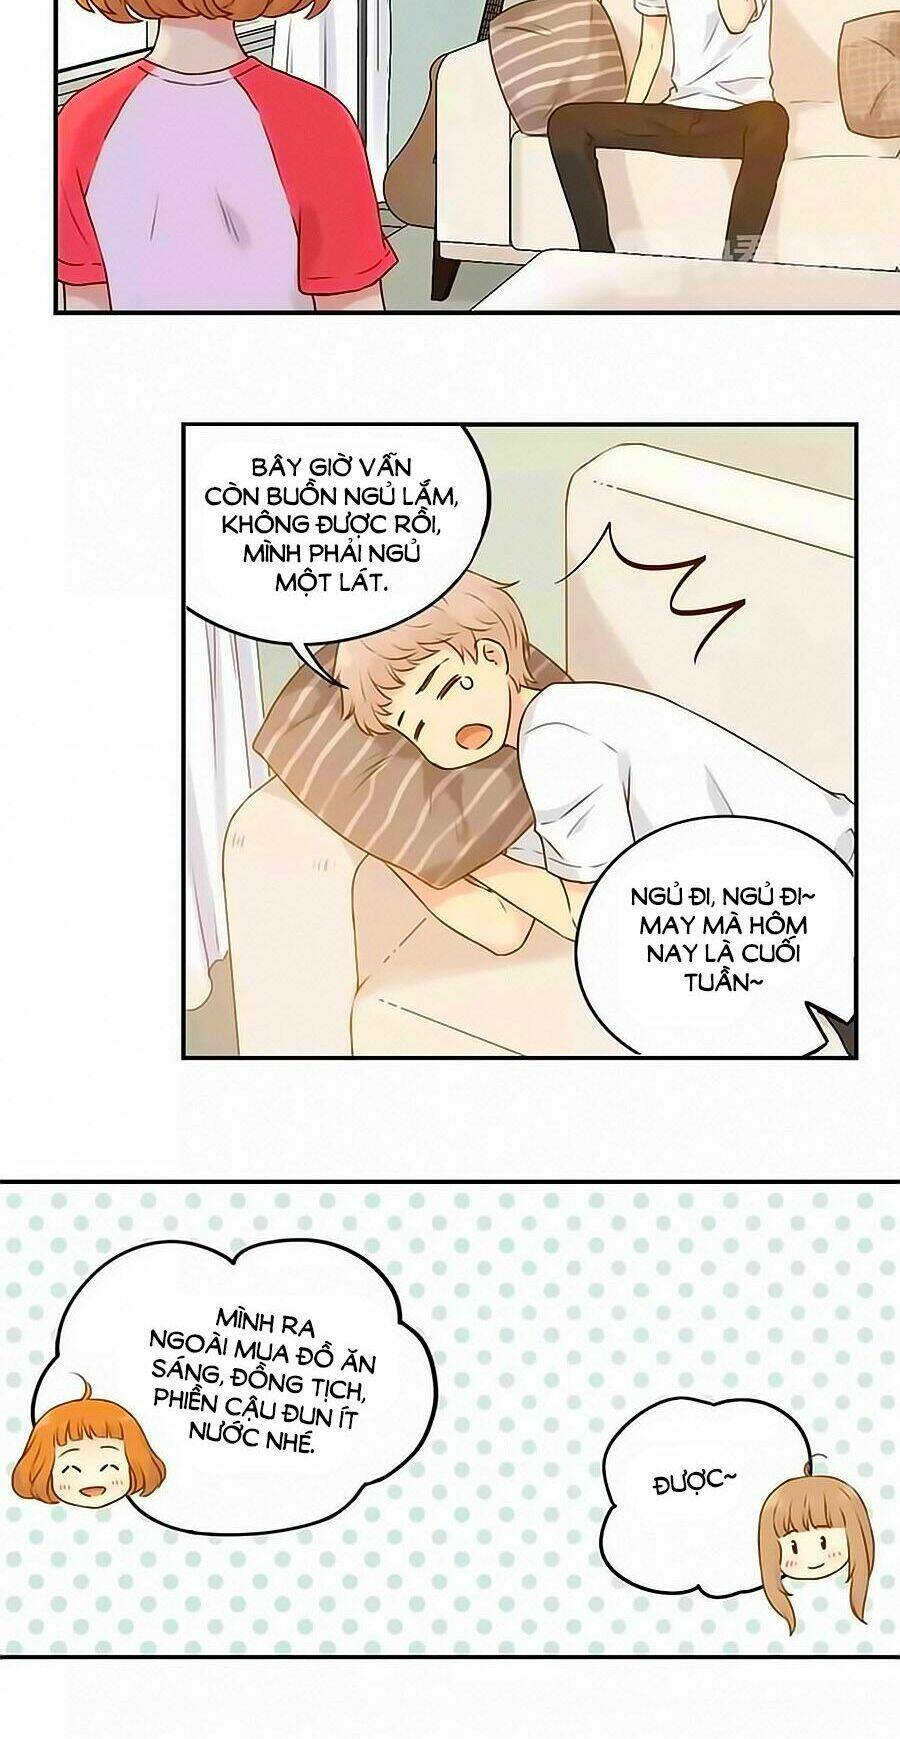 BÂY GIỜ VẪN
CÒN BUỒN NGỦ LẮM,
KHÔNG ĐƯỢC RỒI,
MÌNH PHẢI NGỦ
MỘT LÁT.
NGỦ ĐI, NGỦ ĐI~
MAY MÀ HÔM
NAY LÀ CUỐI
TUẦN~
MÌNH RA
NGOÀI MUA ĐỒ ĂN
SÁNG, ĐỒNG TỊCH,
PHIỀN CẬU ĐUN ÍT
NƯỚC NHÉ.
ĐƯỢC~